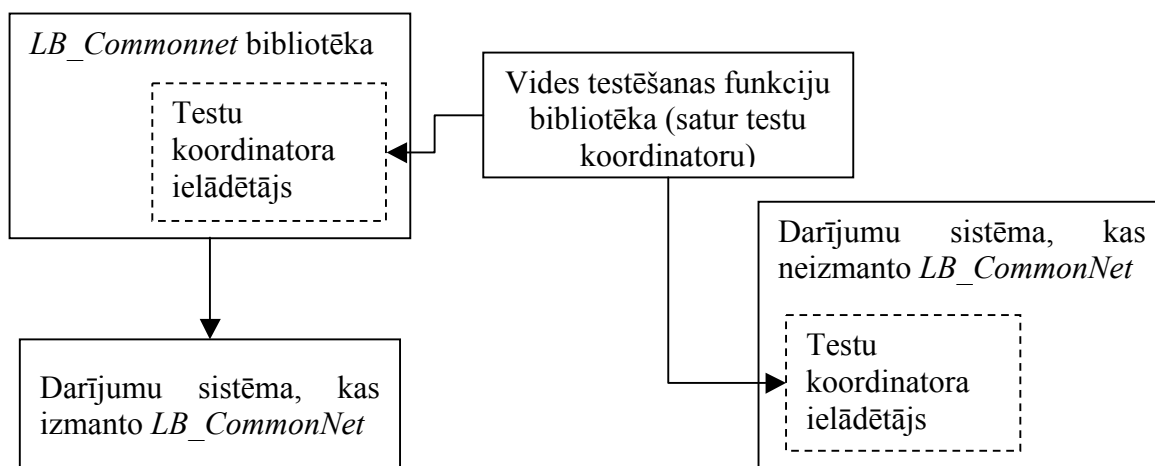 LB_Commonnet bibliotēka
Testu
koordinatora
ielādētājs
Vides testēšanas funkciju
bibliotēka (satur testu
koordinatoru)
Darījumu sistēma, kas
neizmanto LB_CommonNet
Testu
koordinatora
ielādētājs
Darījumu sistēma, kas
izmanto LB_CommonNet